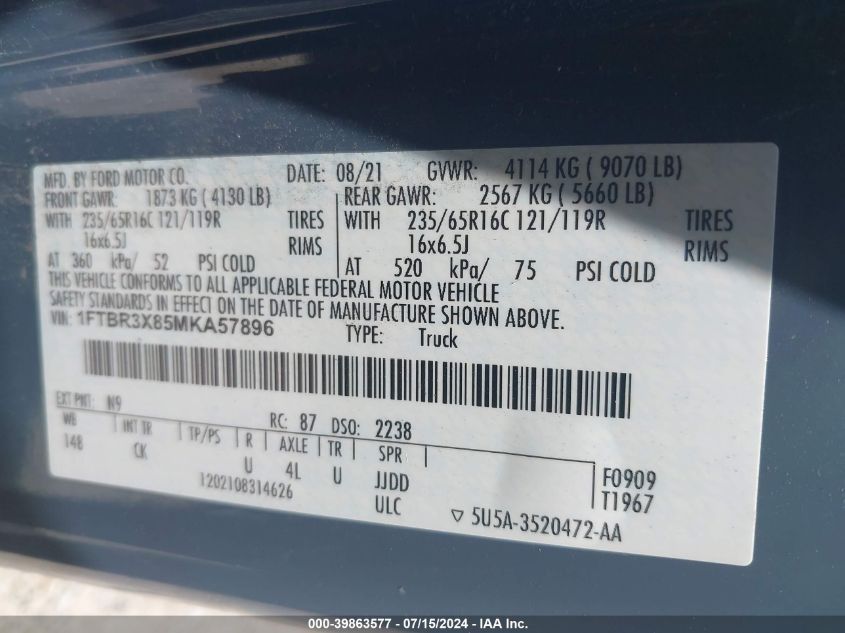 MFD. BY FORD MOTOR CO. DATE: 08/21 GVWR: 4114 KG ( 9070 LB)
FRONT GAWR: 1873 KG ( 4130 LB) REAR GAWR: 2567 KG ( 5660 LB)
WITH 235/65R16C 121/119R TIRES WITH 235/65R16C 121/119R TIRES
16x6.5J RIMS 16x6.5J RIMS
AT 360 kPa/ 52 PSI COLD AT 520 kPa/ 75 PSI COLD
THIS VEHICLE CONFORMS TO ALL APPLICABLE FEDERAL MOTOR VEHICLE
SAFETY STANDARDS IN EFFECT ON THE DATE OF MANUFACTURE SHOWN ABOVE.
VIN: 1FTBR3X85MKA57896 TYPE: Truck
EXT PNT: N9 RC: 87 DSO: 2238
WB INT TR TP/PS R AXLE TR SPR
148 CK U 4L U JJDD F0909
1202108314626 ULC T1967
▽ 5U5A-3520472-AA
000-39863577 / 07/15/2024 / IAA Inc.